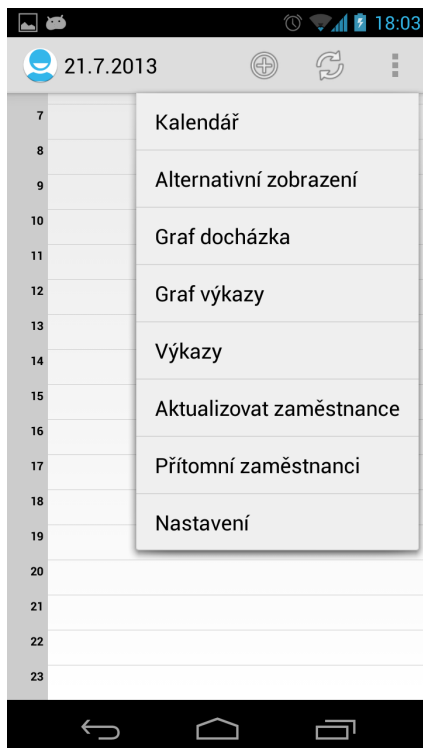 18:03
21.7.2013
7
8
9
10
11
12
13
14
15
16
17
18
19
20
21
22
23
Kalendář
Alternativní zobrazení
Graf docházka
Graf výkazy
Výkazy
Aktualizovat zaměstnance
Přítomní zaměstnanci
Nastavení